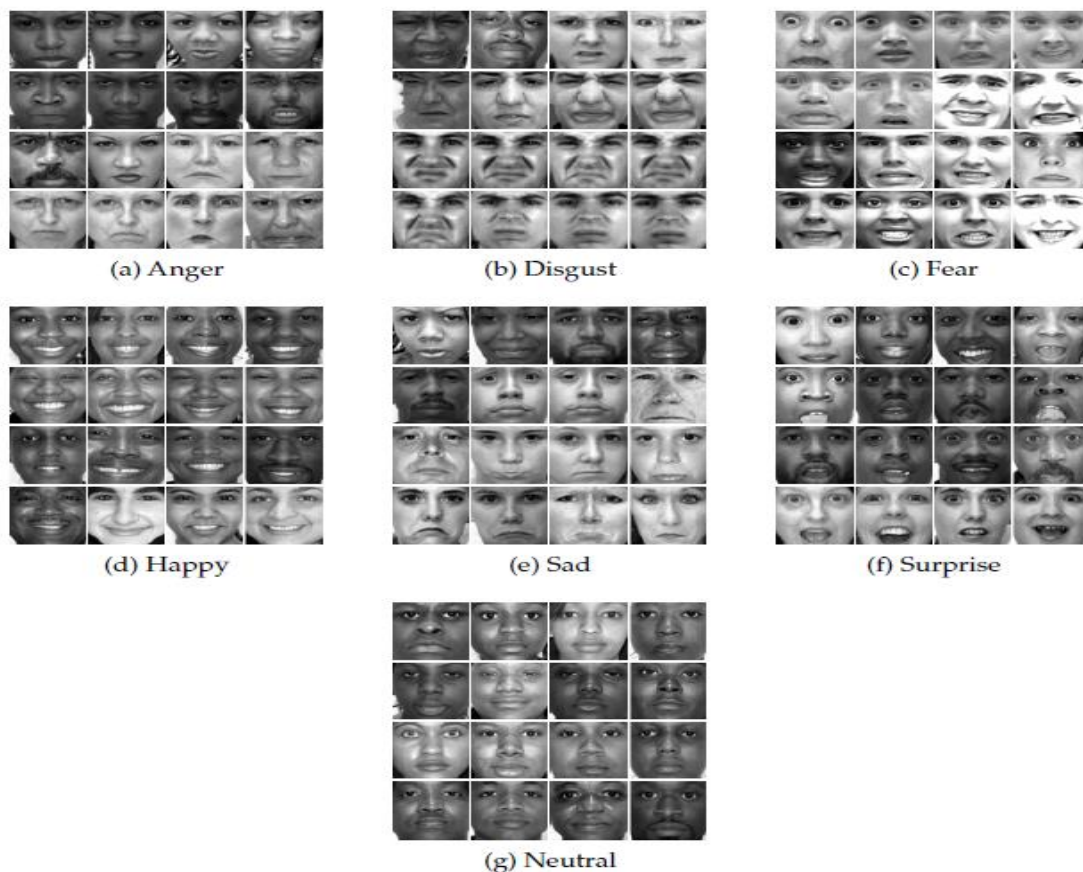 (a) Anger
(b) Disgust
(c) Fear
(d) Happy
(e) Sad
(f) Surprise
(g) Neutral